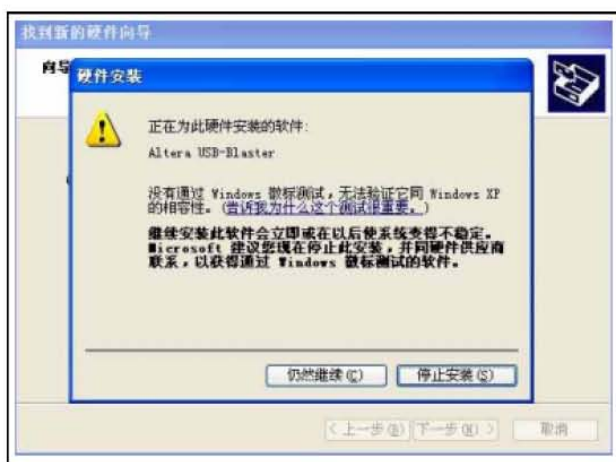 找到新的硬件向导
向导
硬件安装
正在为此硬件安装的软件:
Altera USB-Blaster
没有通过 Windows 徽标测试，无法验证它同 Windows XP
的相容性。(告诉我为什么这个测试很重要。)
继续安装此软件会立即或在以后使系统变得不稳定。
Microsoft 建议您现在停止此安装，并同硬件供应商
联系，以获得通过 Windows 徽标测试的软件。
仍然继续(C) 停止安装(S)
<上一步(B) 下一步(N)> 取消